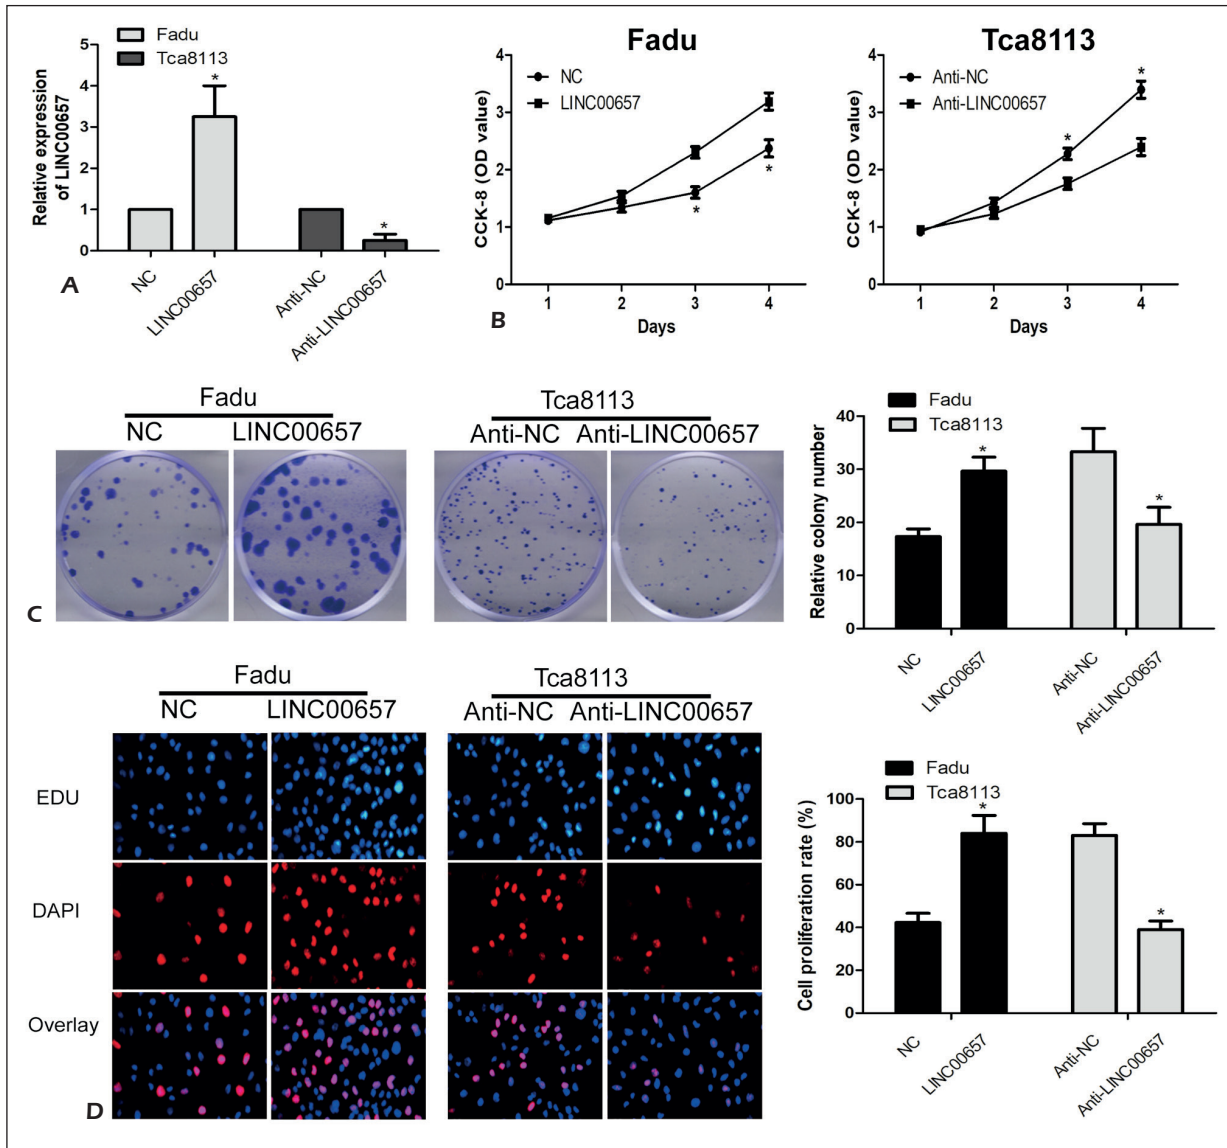 Fadu
Tca8113
Relative expression
of LINC00657
5
4
3
2
1
0
*
*
NC
LINC00657
Anti-NC
Anti-LINC00657
A
Fadu
NC
LINC00657
CCK-8 (OD value)
4
3
2
1
0
*
*
1 2 3 4
Days
B
Tca8113
Anti-NC
Anti-LINC00657
CCK-8 (OD value)
4
3
2
1
0
*
*
1 2 3 4
Days
Fadu
NC LINC00657
Tca8113
Anti-NC Anti-LINC00657
C
Fadu
Tca8113
Relative colony number
40
30
20
10
0
*
*
NC
LINC00657
Anti-NC
Anti-LINC00657
Fadu
NC LINC00657
Tca8113
Anti-NC Anti-LINC00657
EDU
DAPI
Overlay
D
Fadu
Tca8113
Cell proliferation rate (%)
100
80
60
40
20
0
*
*
NC
LINC00657
Anti-NC
Anti-LINC00657